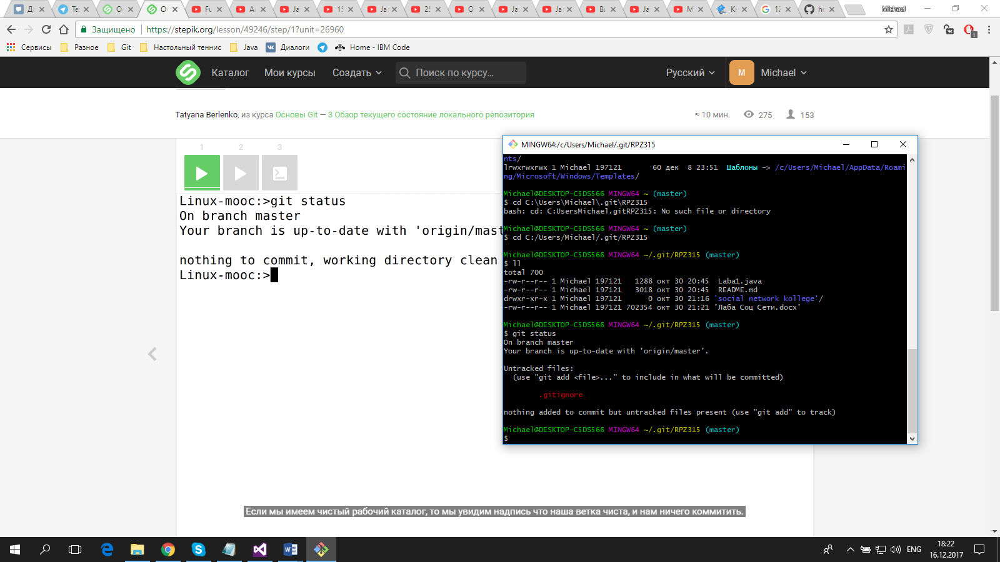 Д
Te
O
O
Fu
A
Ja
15
Ja
25
O
Ja
Ja
Bu
Ja
M
Kr
12
hc
Michael
Защищено
https://stepik.org/lesson/49246/step/1?unit=26960
1
Сервисы
Разное
Git
Настольный теннис
Java
Диалоги
Home - IBM Code
Каталог
Мои курсы
Создать
Поиск по курсу...
Русский
M
Michael
Tatyana Berlenko, из курса Основы Git — 3 Обзор текущего состояние локального репозитория
≈ 10 мин.
275
153
1
2
3
Linux-mooc:>git status
On branch master
Your branch is up-to-date with 'origin/mast
nothing to commit, working directory clean
Linux-mooc:>
MINGW64:/c/Users/Michael/.git/RPZ315
nts/
lrwxrwxrwx 1 Michael 197121 60 дек 8 23:51 Шаблоны -> /c/Users/Michael/AppData/Roami
ng/Microsoft/Windows/Templates/
Michael@DESKTOP-C5DS566 MINGW64 ~ (master)
$ cd C:\Users\Michael\.git\RPZ315
bash: cd: C:UsersMichael.gitRPZ315: No such file or directory
Michael@DESKTOP-C5DS566 MINGW64 ~ (master)
$ cd C:/Users/Michael/.git/RPZ315
Michael@DESKTOP-C5DS566 MINGW64 ~/.git/RPZ315 (master)
$ ll
total 700
-rw-r--r-- 1 Michael 197121 1288 окт 30 20:45 Laba1.java
-rw-r--r-- 1 Michael 197121 3018 окт 30 20:45 README.md
drwxr-xr-x 1 Michael 197121 0 окт 30 21:16 'social network kollege'/
-rw-r--r-- 1 Michael 197121 702354 окт 30 21:21 'Лаба Соц Сети.docx'
Michael@DESKTOP-C5DS566 MINGW64 ~/.git/RPZ315 (master)
$ git status
On branch master
Your branch is up-to-date with 'origin/master'.
Untracked files:
(use "git add <file>..." to include in what will be committed)
.gitigmore
nothing added to commit but untracked files present (use "git add" to track)
Michael@DESKTOP-C5DS566 MINGW64 ~/.git/RPZ315 (master)
$
Если мы имеем чистый рабочий каталог, то мы увидим надпись что наша ветка чиста, и нам ничего коммитить.
ENG
18:22
16.12.2017